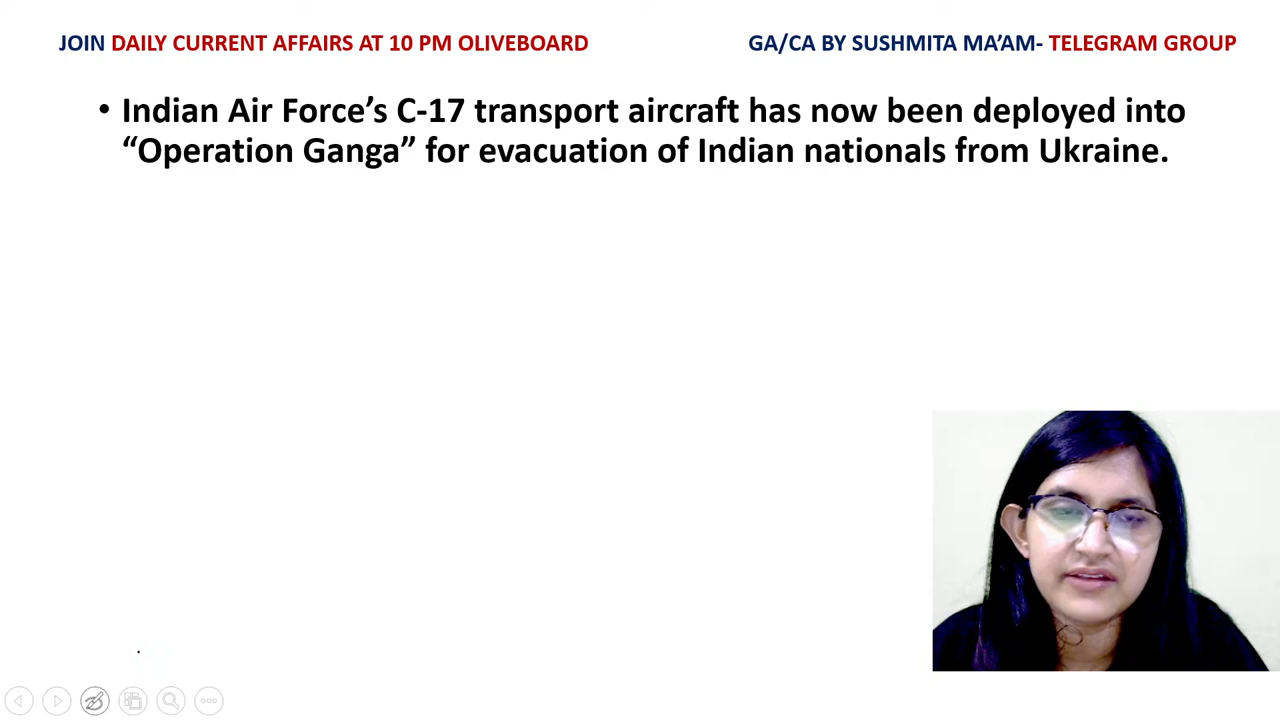 JOIN DAILY CURRENT AFFAIRS AT 10 PM OLIVEBOARD
GA/CA BY SUSHMITA MA’AM- TELEGRAM GROUP
• Indian Air Force’s C-17 transport aircraft has now been deployed into
“Operation Ganga” for evacuation of Indian nationals from Ukraine.